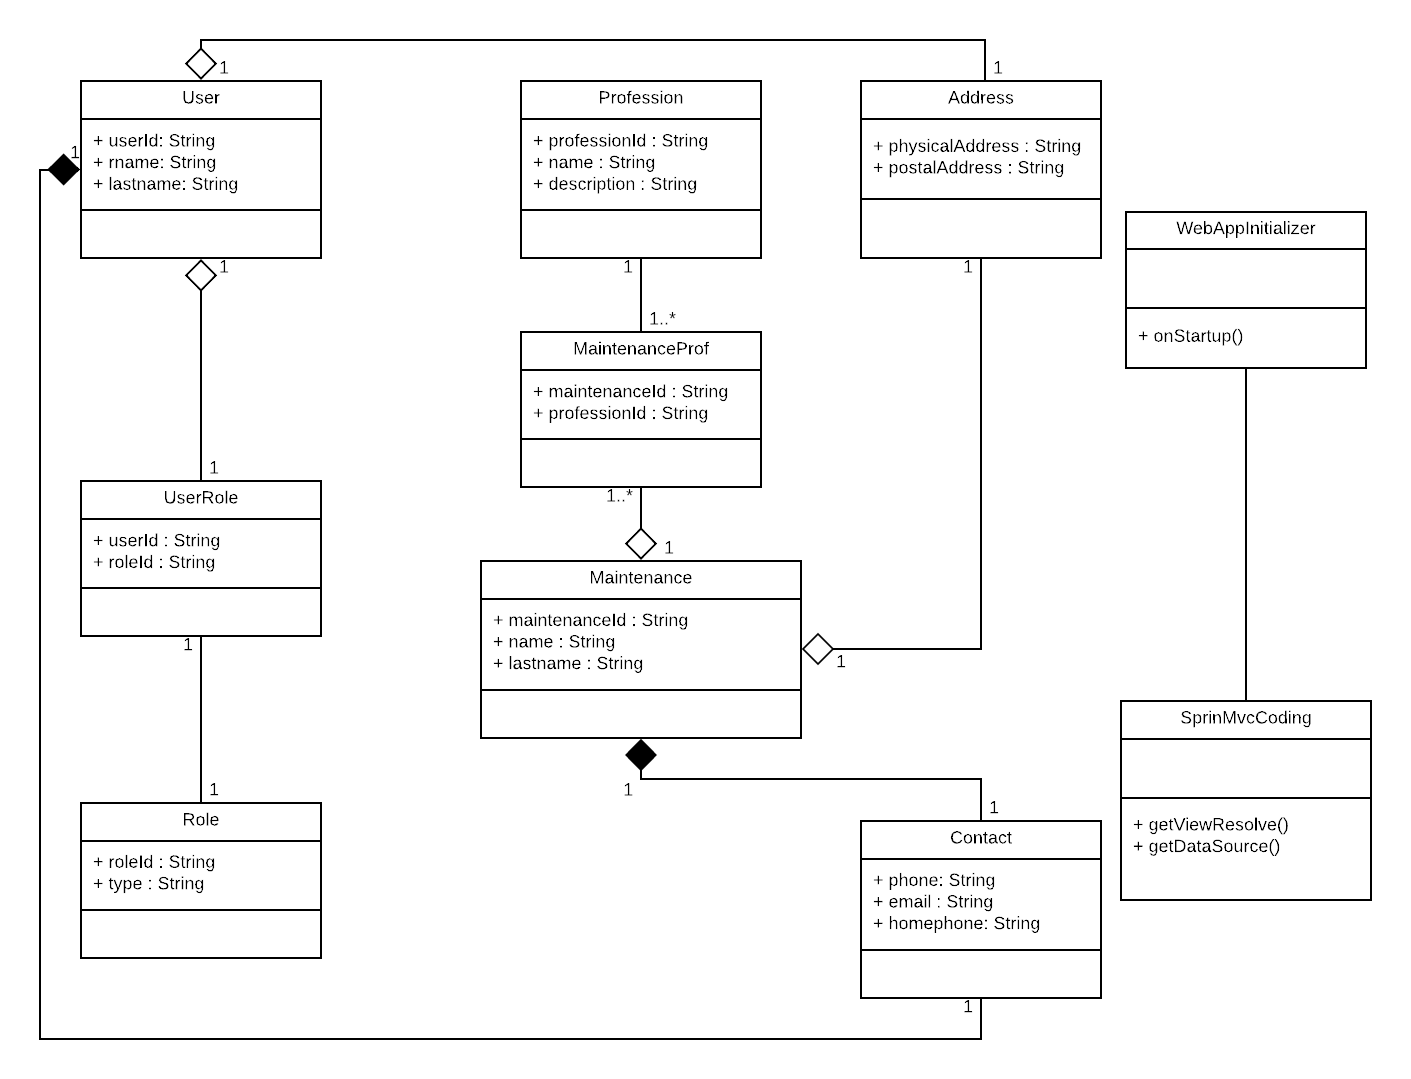 1
1
User
+ userId: String
+ rname: String
+ lastname: String
1
1
Profession
+ professionId : String
+ name : String
+ description : String
1
Address
+ physicalAddress : String
+ postalAddress : String
1
WebAppInitializer
+ onStartup()
1..*
MaintenanceProf
+ maintenanceId : String
+ professionId : String
1..*
1
UserRole
+ userId : String
+ roleId : String
1
1
Maintenance
+ maintenanceId : String
+ name : String
+ lastname : String
1
1
SprinMvcCoding
+ getViewResolve()
+ getDataSource()
1
Role
+ roleId : String
+ type : String
1
Contact
+ phone: String
+ email : String
+ homephone: String
1